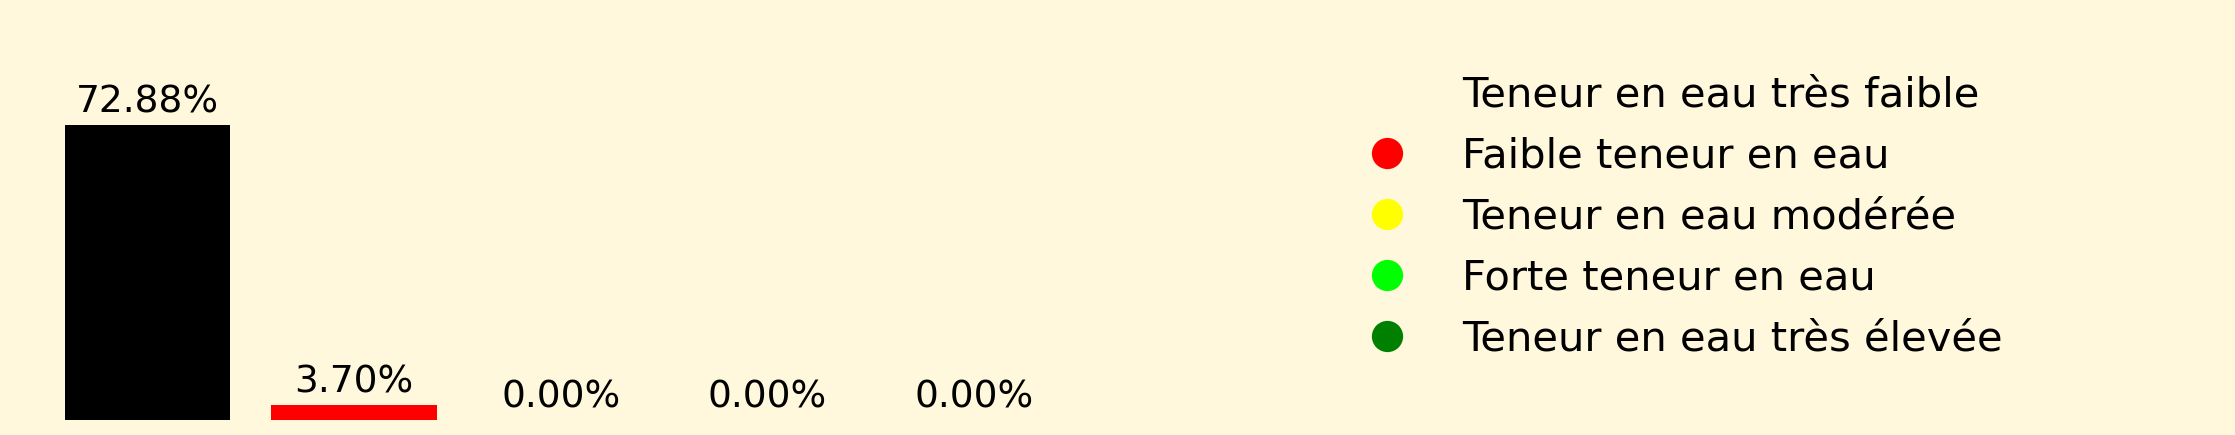 72.88%
3.70%
0.00%
0.00%
0.00%
Teneur en eau très faible
Faible teneur en eau
Teneur en eau modérée
Forte teneur en eau
Teneur en eau très élevée